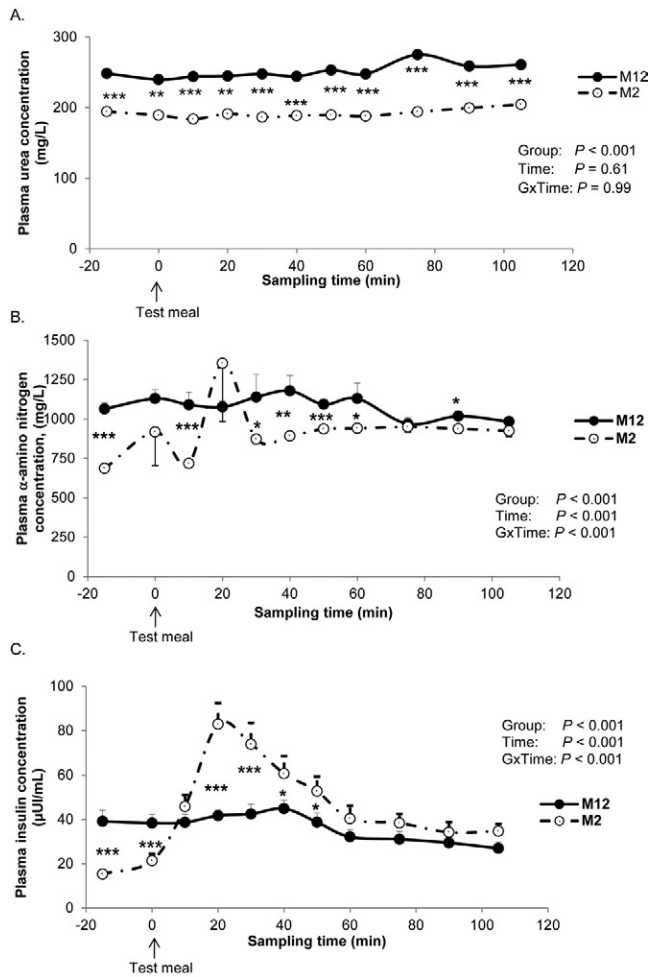 A.
300
250
200
150
100
50
0
-20 0 20 40 60 80 100 120
Plasma urea concentration
(mg/L)
*** ** *** ** *** *** *** *** *** *** ***
M12
M2
Group: P < 0.001
Time: P = 0.61
GxTime: P = 0.99
Sampling time (min)
Test meal
B.
1500
1250
1000
750
500
250
0
-20 0 20 40 60 80 100 120
Plasma α-amino nitrogen
concentration, (mg/L)
*** *** * ** *** * *
M12
M2
Group: P < 0.001
Time: P < 0.001
GxTime: P < 0.001
Sampling time (min)
Test meal
C.
100
80
60
40
20
0
-20 0 20 40 60 80 100 120
Plasma insulin concentration
(µUI/mL)
*** *** *** *** * *
Group: P < 0.001
Time: P < 0.001
GxTime: P < 0.001
M12
M2
Sampling time (min)
Test meal